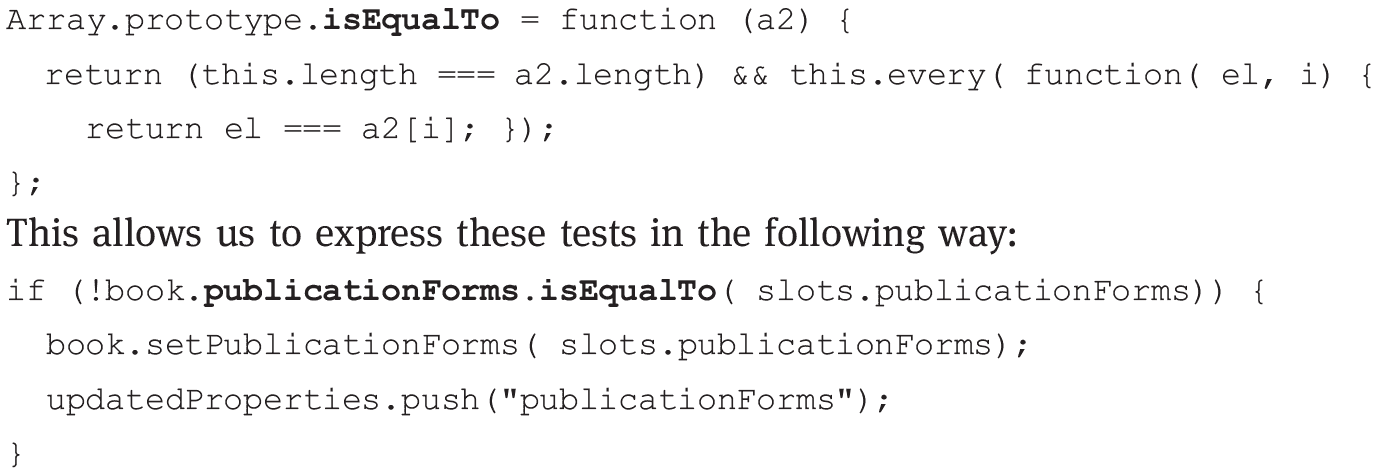 Array.prototype.isEqualTo = function (a2) {
  return (this.length === a2.length) && this.every( function( el, i) {
    return el === a2[i]; });
};
This allows us to express these tests in the following way:
if (!book.publicationForms.isEqualTo( slots.publicationForms)) {
  book.setPublicationForms( slots.publicationForms);
  updatedProperties.push("publicationForms");
}